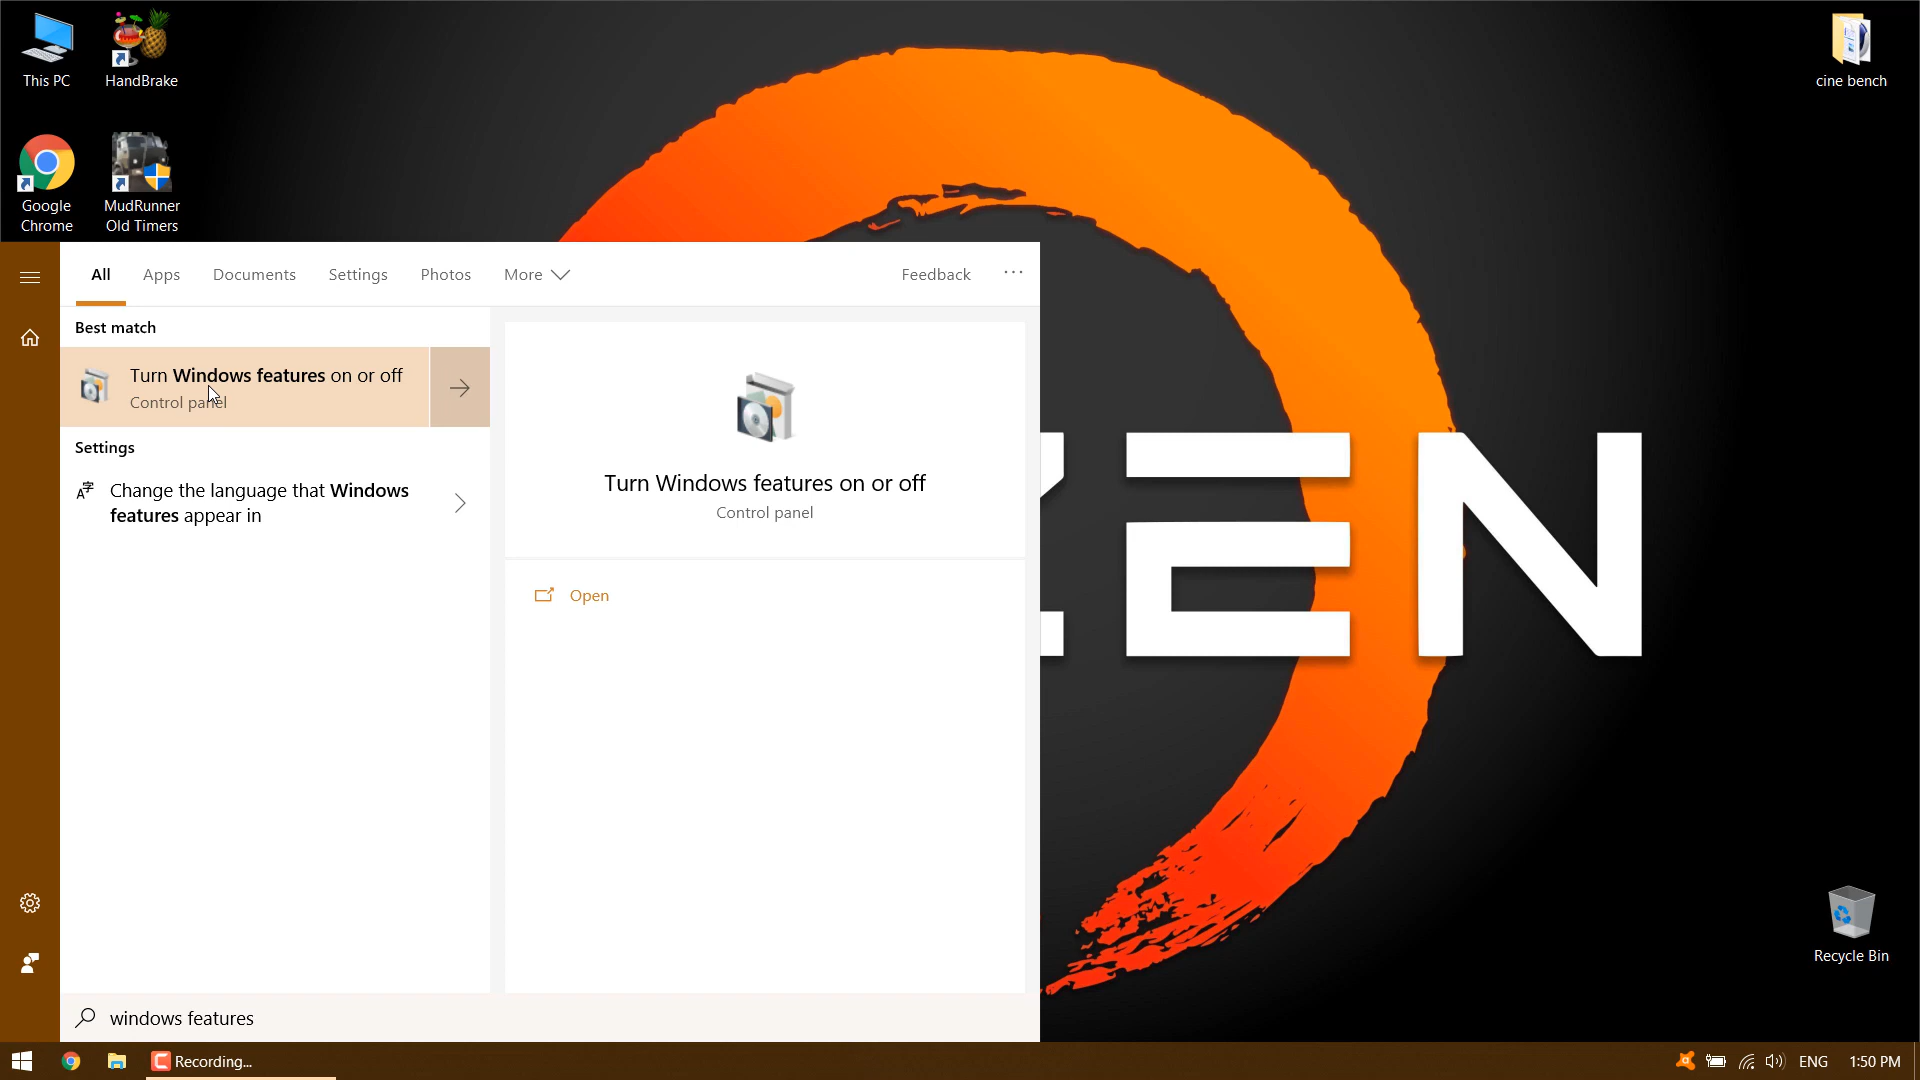 This PC
HandBrake
cine bench
Google
Chrome
MudRunner
Old Timers
All
Apps
Documents
Settings
Photos
More
Feedback
Best match
Turn Windows features on or off
Control panel
Settings
Change the language that Windows
features appear in
Turn Windows features on or off
Control panel
Open
ZEN
Recycle Bin
windows features
Recording...
ENG
1:50 PM